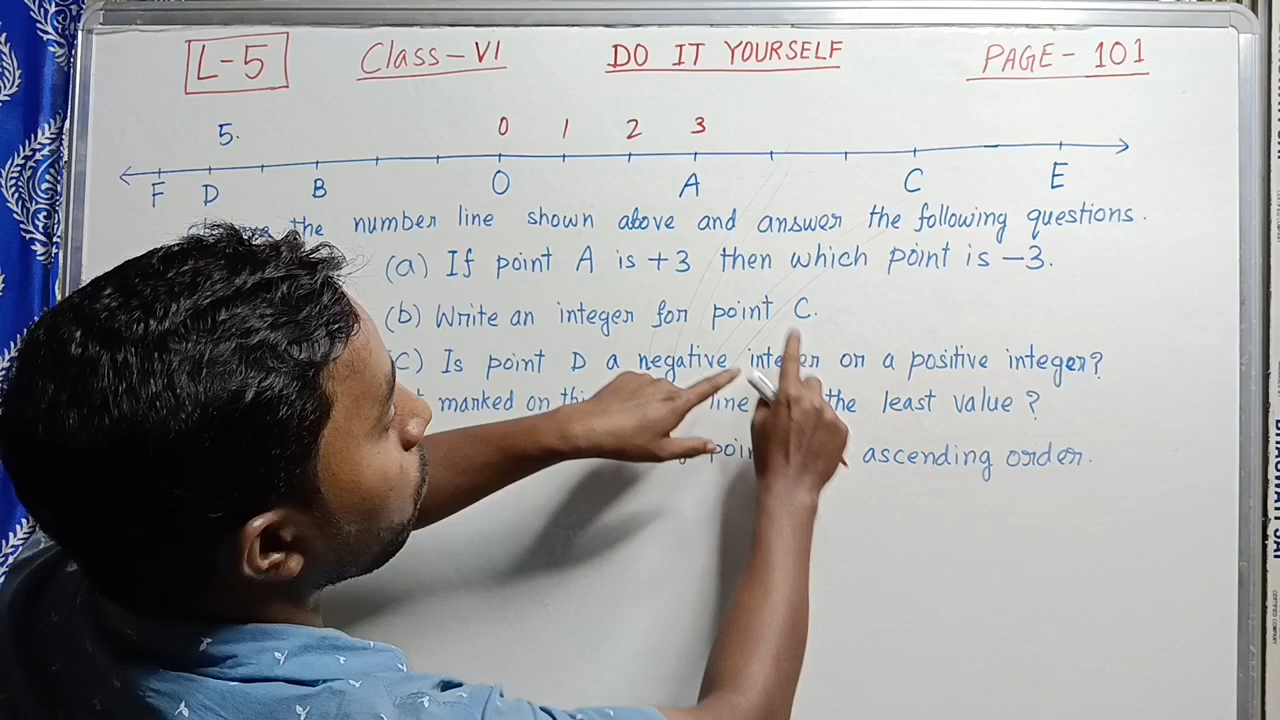 L-5 Class-VI DO IT YOURSELF PAGE-101
5. 0 1 2 3
F D B O A C E
the number line shown above and answer the following questions.
(a) If point A is +3 then which point is -3.
(b) Write an integer for point C.
(C) Is point D a negative integer or a positive integer?
marked on line the least value?
ascending order.